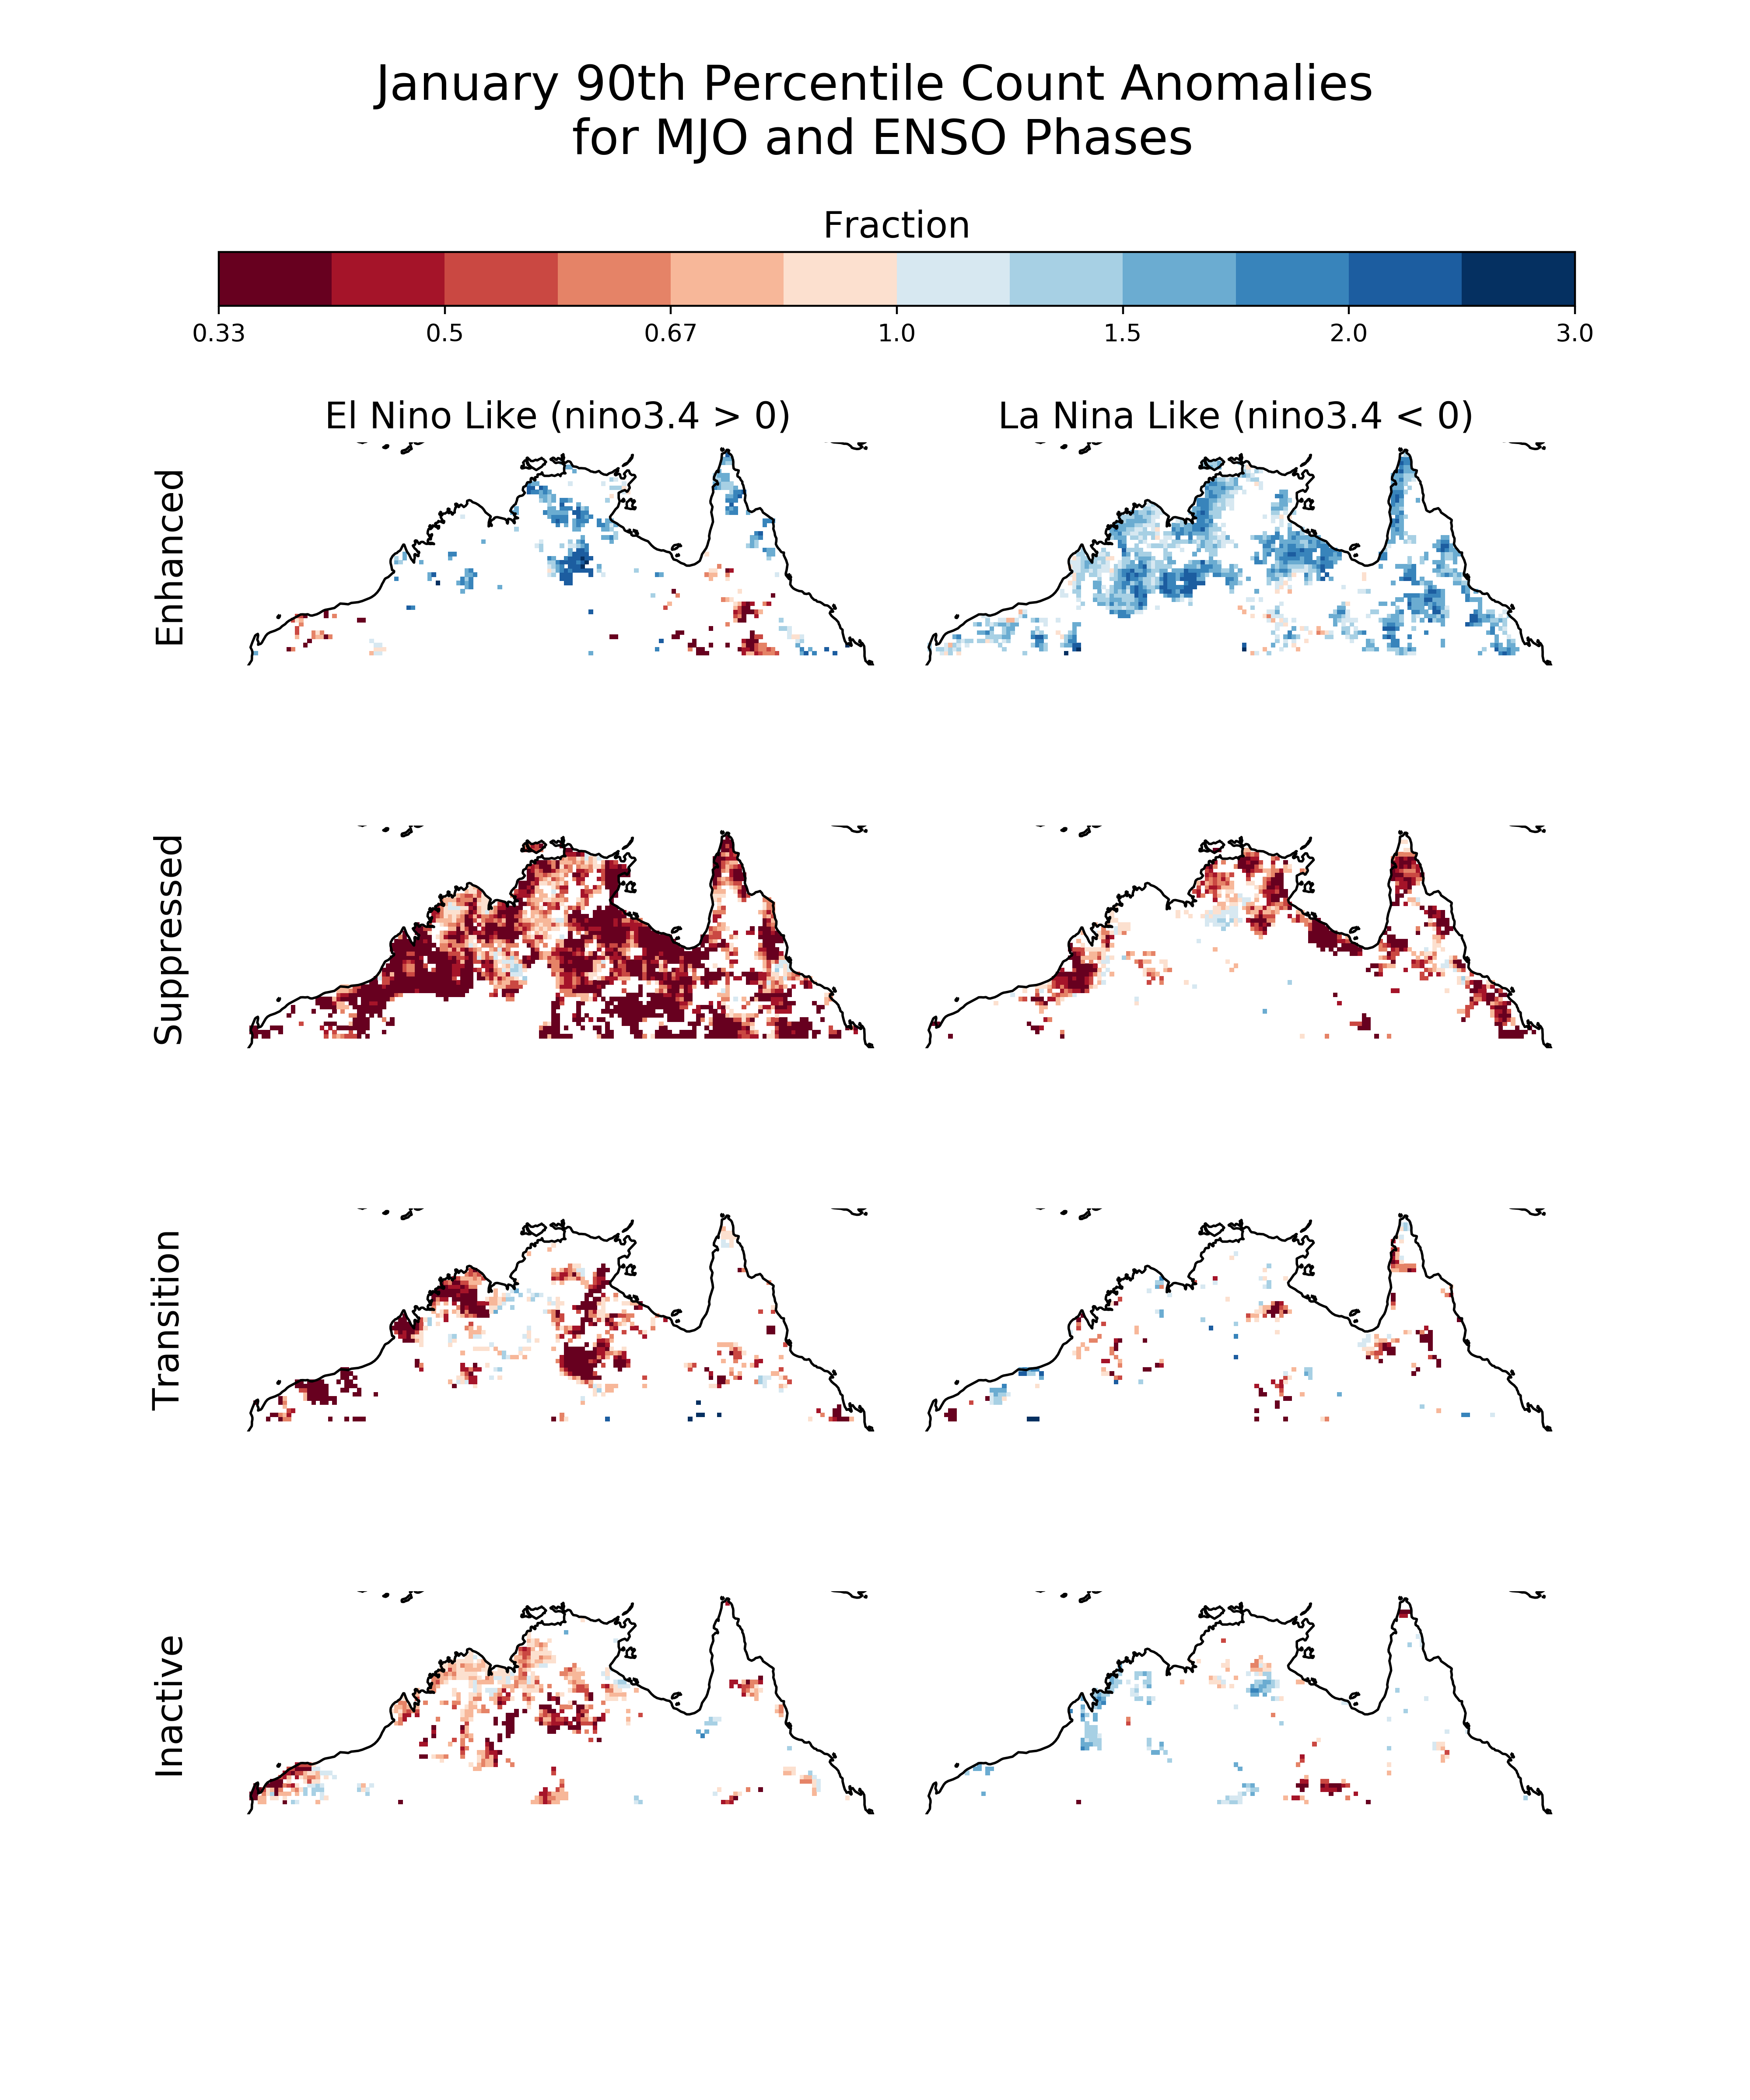 January 90th Percentile Count Anomalies
for MJO and ENSO Phases
Fraction
0.33 0.5 0.67 1.0 1.5 2.0 3.0
El Nino Like (nino3.4 > 0) La Nina Like (nino3.4 < 0)
Enhanced
Suppressed
Transition
Inactive